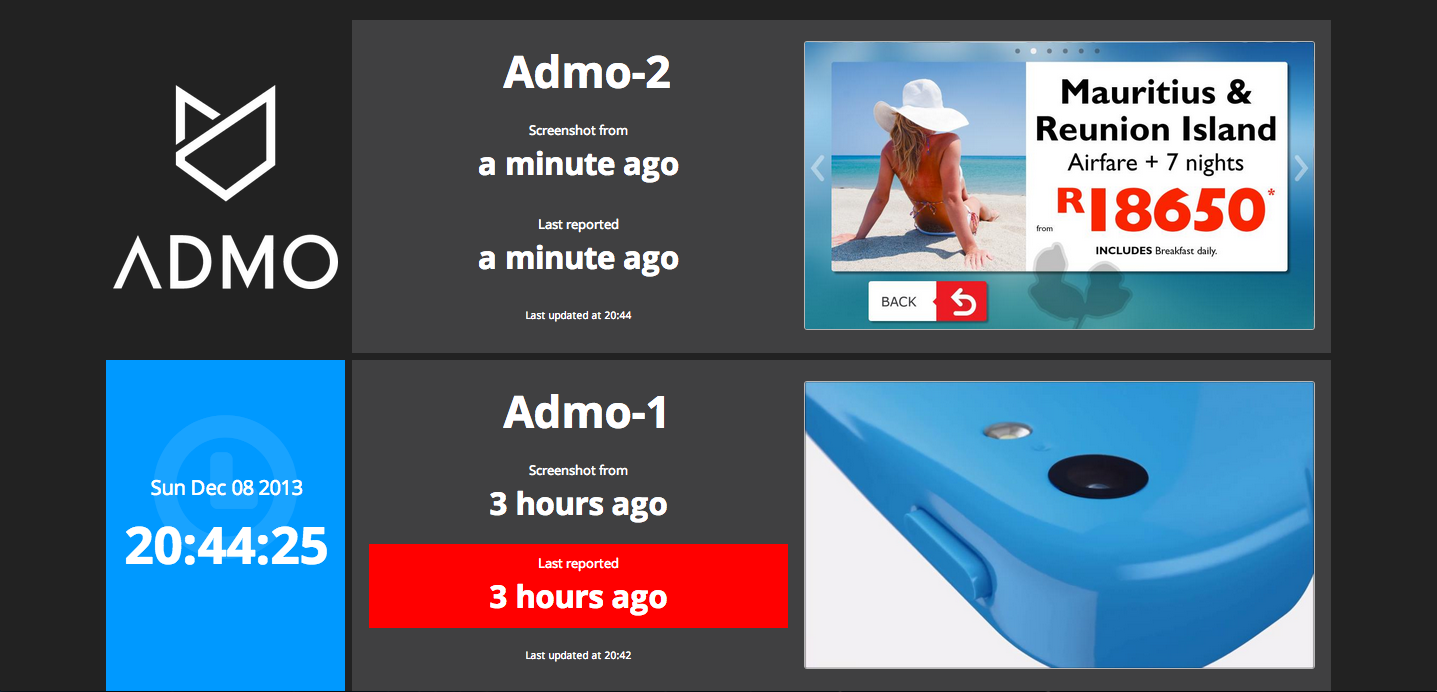 ADMO
Sun Dec 08 2013
20:44:25
Admo-2
Screenshot from
a minute ago
Last reported
a minute ago
Last updated at 20:44
Mauritius &
Reunion Island
Airfare + 7 nights
from R18650*
INCLUDES Breakfast daily.
BACK
Admo-1
Screenshot from
3 hours ago
Last reported
3 hours ago
Last updated at 20:42